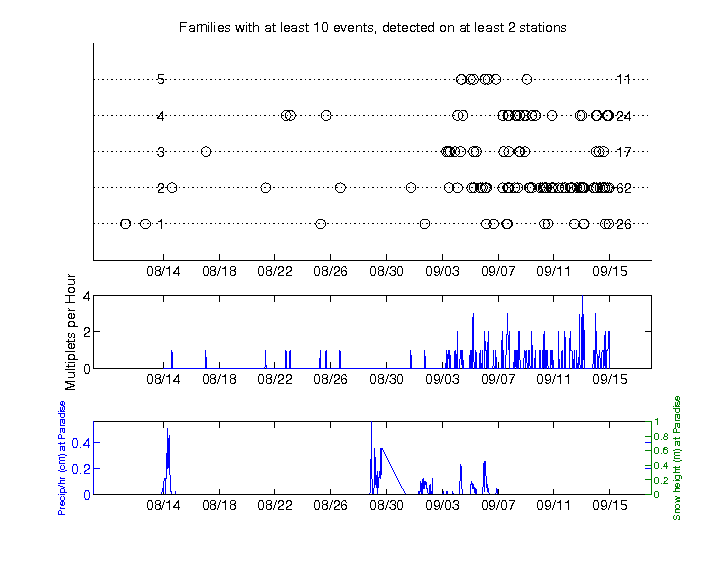 Families with at least 10 events, detected on at least 2 stations
5 11
4 24
3 17
2 62
1 26
08/14 08/18 08/22 08/26 08/30 09/03 09/07 09/11 09/15
Multiplets per Hour
4
2
0
08/14 08/18 08/22 08/26 08/30 09/03 09/07 09/11 09/15
Precip/hr (cm) at Paradise
0.4
0.2
0
1
0.8
0.6
0.4
0.2
0
Snow height (m) at Paradise
08/14 08/18 08/22 08/26 08/30 09/03 09/07 09/11 09/15